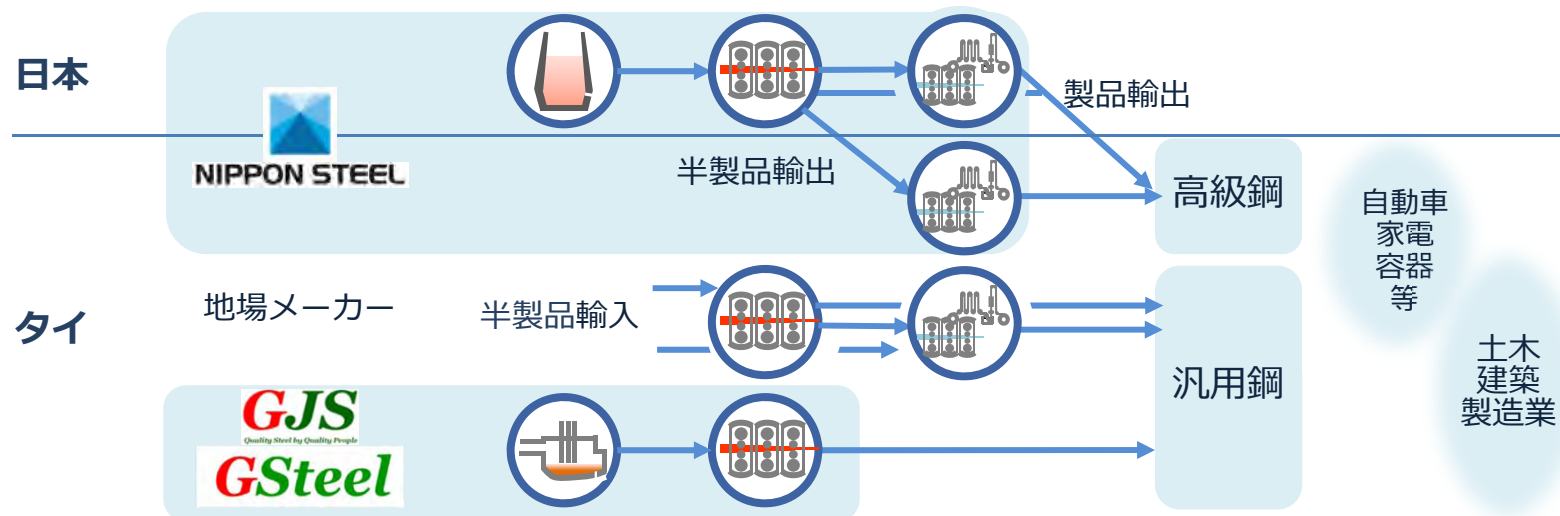 日本
製品輸出
NIPPON STEEL
半製品輸出
高級鋼
自動車
家電
容器
等
地場メーカー
半製品輸入
タイ
土木
建築
製造業
汎用鋼
GJS
Quality Steel by Quality People
GSteel